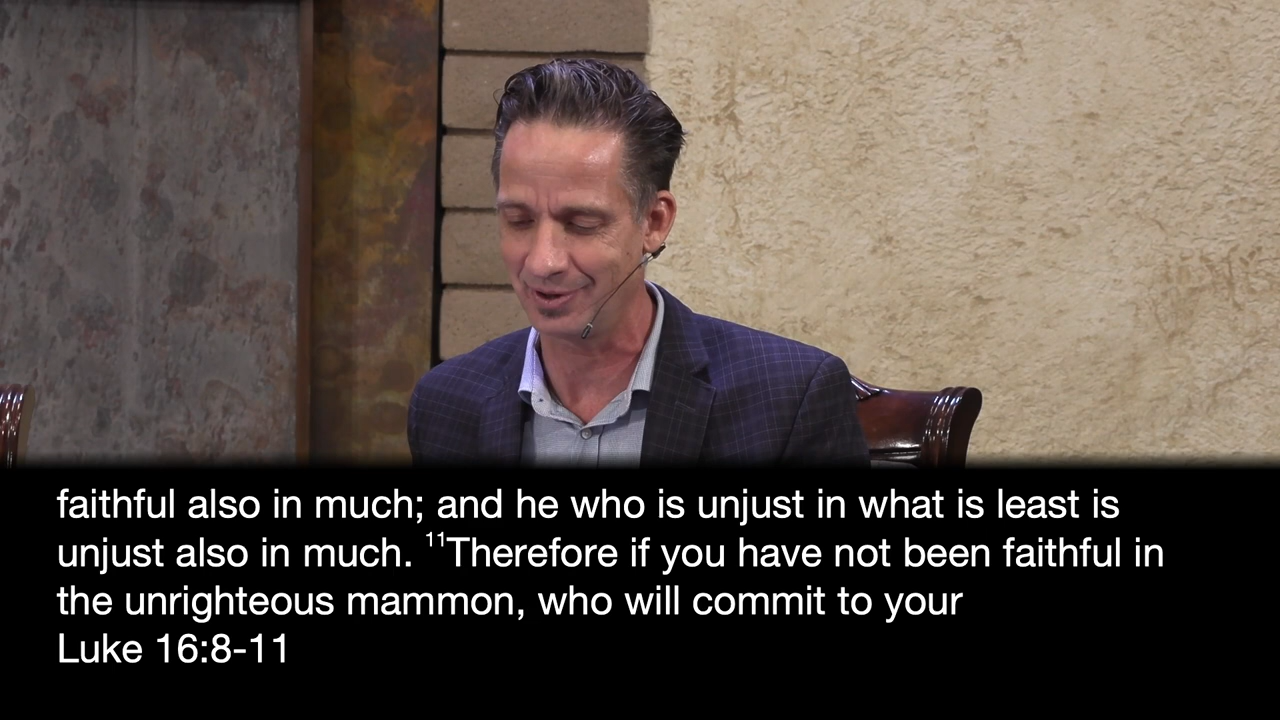 faithful also in much; and he who is unjust in what is least is
unjust also in much. 11Therefore if you have not been faithful in
the unrighteous mammon, who will commit to your
Luke 16:8-11